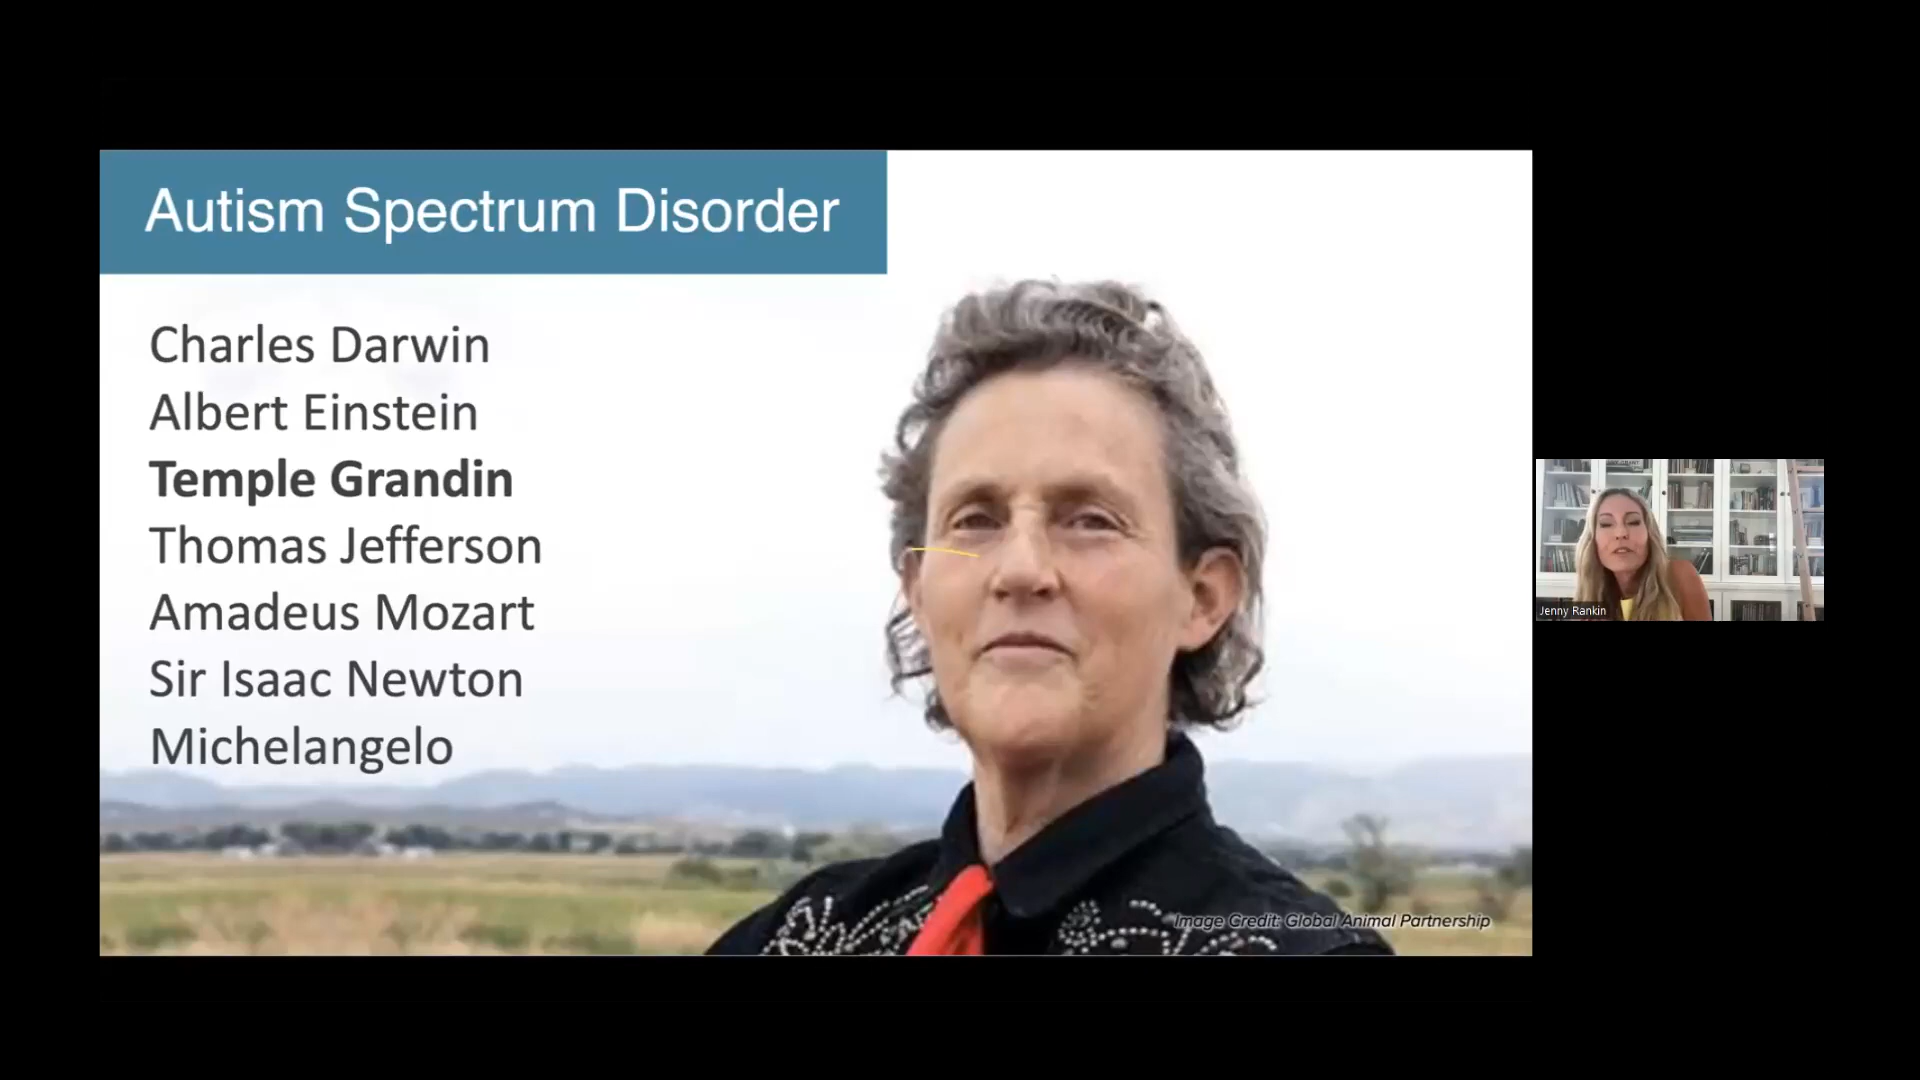 Autism Spectrum Disorder
Charles Darwin
Albert Einstein
Temple Grandin
Thomas Jefferson
Amadeus Mozart
Sir Isaac Newton
Michelangelo
Image Credit: Global Animal Partnership
Jenny Rankin